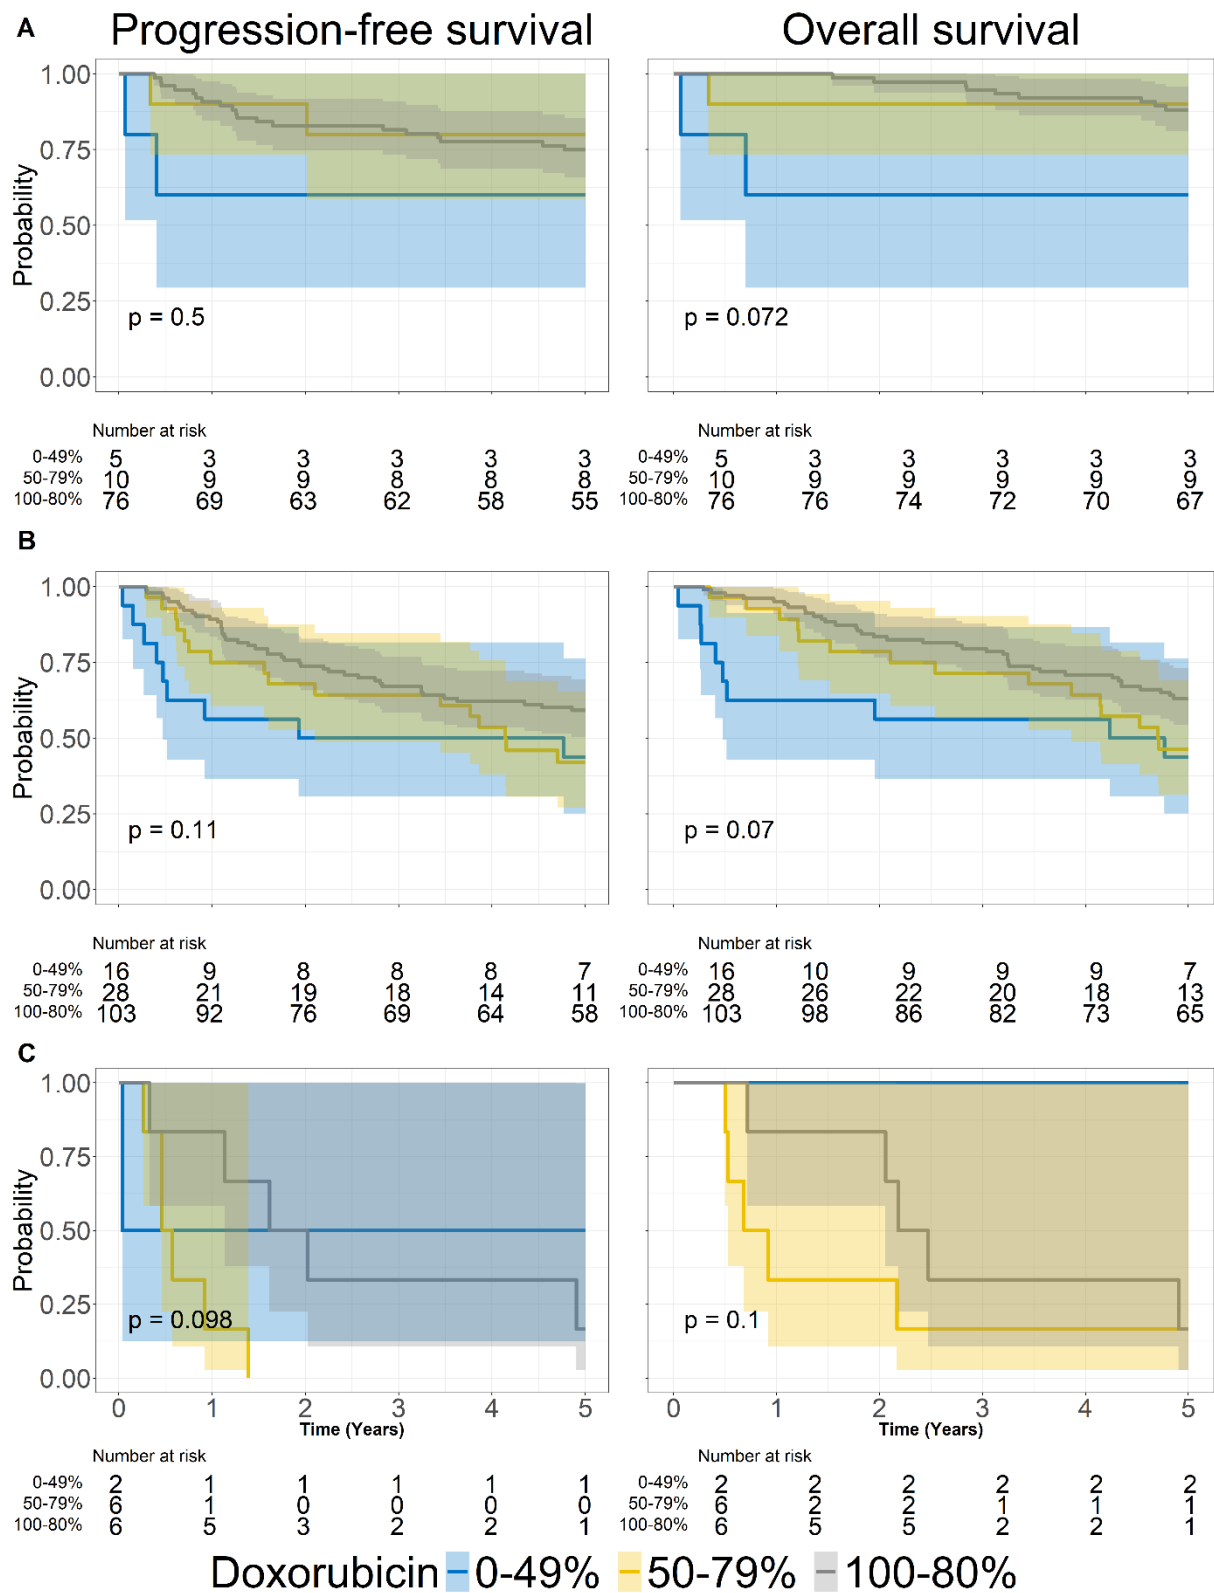 A Progression-free survival Overall survival
1.00
0.75
0.50
0.25
0.00
Probability
p = 0.5 p = 0.072
Number at risk Number at risk
0-49% 5 3 3 3 3 3 0-49% 5 3 3 3 3 3
50-79% 10 9 9 8 8 8 50-79% 10 9 9 9 9 9
100-80% 76 69 63 62 58 55 100-80% 76 76 74 72 70 67
B
1.00
0.75
0.50
0.25
0.00
Probability
p = 0.11 p = 0.07
Number at risk Number at risk
0-49% 16 9 8 8 8 7 0-49% 16 10 9 9 9 7
50-79% 28 21 19 18 14 11 50-79% 28 26 22 20 18 13
100-80% 103 92 76 69 64 58 100-80% 103 98 86 82 73 65
C
1.00
0.75
0.50
0.25
0.00
Probability
p = 0.098 p = 0.1
0 1 2 3 4 5 0 1 2 3 4 5
Time (Years) Time (Years)
Number at risk Number at risk
0-49% 2 1 1 1 1 1 0-49% 2 2 2 2 2 2
50-79% 6 1 0 0 0 0 50-79% 6 2 2 1 1 1
100-80% 6 5 3 2 2 1 100-80% 6 5 5 2 2 1
Doxorubicin 0-49% 50-79% 100-80%